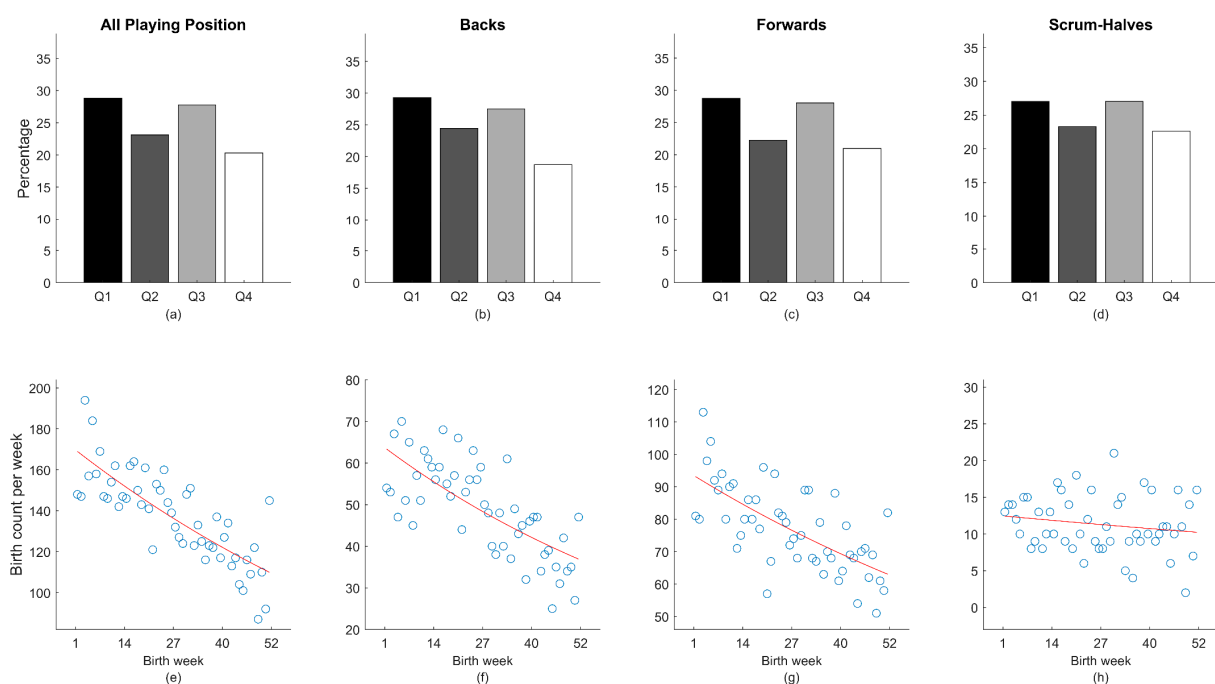 All Playing Position
Backs
Forwards
Scrum-Halves
Percentage
35
30
25
20
15
10
5
0
Q1 Q2 Q3 Q4
(a)
35
30
25
20
15
10
5
0
Q1 Q2 Q3 Q4
(b)
35
30
25
20
15
10
5
0
Q1 Q2 Q3 Q4
(c)
35
30
25
20
15
10
5
0
Q1 Q2 Q3 Q4
(d)
Birth count per week
200
180
160
140
120
100
1 14 27 40 52
Birth week
(e)
80
70
60
50
40
30
20
1 14 27 40 52
Birth week
(f)
120
110
100
90
80
70
60
50
1 14 27 40 52
Birth week
(g)
30
25
20
15
10
5
0
1 14 27 40 52
Birth week
(h)